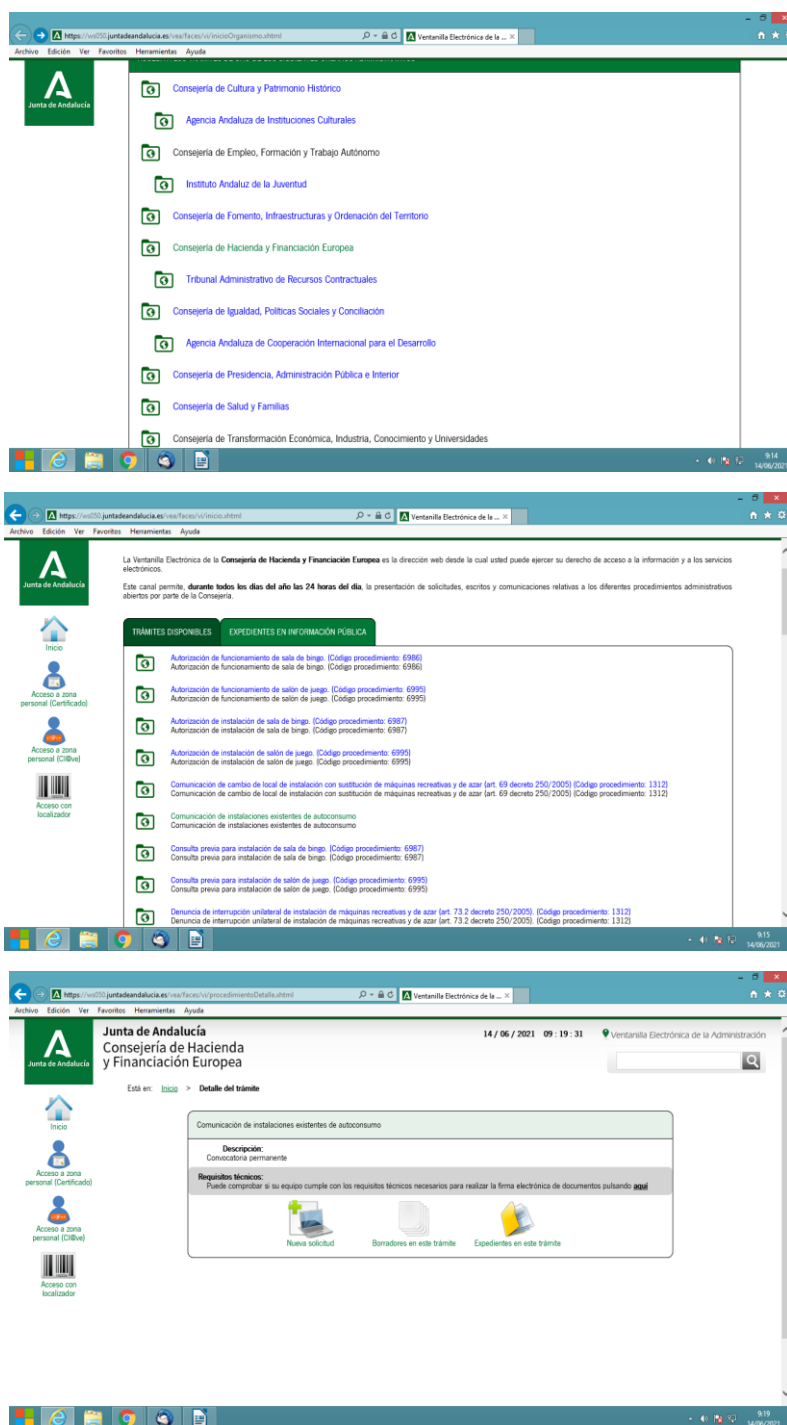 https://ws050.juntadeandalucia.es/vea/faces/vi/inicioOrganismo.xhtml
Ventanilla Electrónica de la ...
Archivo Edición Ver Favoritos Herramientas Ayuda
Junta de Andalucía
Consejería de Cultura y Patrimonio Histórico
Agencia Andaluza de Instituciones Culturales
Consejería de Empleo, Formación y Trabajo Autónomo
Instituto Andaluz de la Juventud
Consejería de Fomento, Infraestructuras y Ordenación del Territorio
Consejería de Hacienda y Financiación Europea
Tribunal Administrativo de Recursos Contractuales
Consejería de Igualdad, Políticas Sociales y Conciliación
Agencia Andaluza de Cooperación Internacional para el Desarrollo
Consejería de Presidencia, Administración Pública e Interior
Consejería de Salud y Familias
Consejería de Transformación Económica, Industria, Conocimiento y Universidades
9:14
14/06/2021
https://ws050.juntadeandalucia.es/vea/faces/vi/inicio.xhtml
Ventanilla Electrónica de la ...
Archivo Edición Ver Favoritos Herramientas Ayuda
Junta de Andalucía
La Ventanilla Electrónica de la Consejería de Hacienda y Financiación Europea es la dirección web desde la cual usted puede ejercer su derecho de acceso a la información y a los servicios
electrónicos.
Este canal permite, durante todos los días del año las 24 horas del día, la presentación de solicitudes, escritos y comunicaciones relativas a los diferentes procedimientos administrativos
abiertos por parte de la Consejería.
Inicio
Acceso a zona
personal (Certificado)
Acceso a zona
personal (Cl@ve)
Acceso con
localizador
TRÁMITES DISPONIBLES EXPEDIENTES EN INFORMACIÓN PÚBLICA
Autorización de funcionamiento de sala de bingo. (Código procedimiento: 6986)
Autorización de funcionamiento de sala de bingo. (Código procedimiento: 6986)
Autorización de funcionamiento de salón de juego. (Código procedimiento: 6995)
Autorización de funcionamiento de salón de juego. (Código procedimiento: 6995)
Autorización de instalación de sala de bingo. (Código procedimiento: 6987)
Autorización de instalación de sala de bingo. (Código procedimiento: 6987)
Autorización de instalación de salón de juego. (Código procedimiento: 6995)
Autorización de instalación de salón de juego. (Código procedimiento: 6995)
Comunicación de cambio de local de instalación con sustitución de máquinas recreativas y de azar (art. 69 decreto 250/2005) (Código procedimiento: 1312)
Comunicación de cambio de local de instalación con sustitución de máquinas recreativas y de azar (art. 69 decreto 250/2005) (Código procedimiento: 1312)
Comunicación de instalaciones existentes de autoconsumo
Comunicación de instalaciones existentes de autoconsumo
Consulta previa para instalación de sala de bingo. (Código procedimiento: 6987)
Consulta previa para instalación de sala de bingo. (Código procedimiento: 6987)
Consulta previa para instalación de salón de juego. (Código procedimiento: 6995)
Consulta previa para instalación de salón de juego. (Código procedimiento: 6995)
Denuncia de interrupción unilateral de instalación de máquinas recreativas y de azar (art. 73.2 decreto 250/2005). (Código procedimiento: 1312)
Denuncia de interrupción unilateral de instalación de máquinas recreativas y de azar (art. 73.2 decreto 250/2005). (Código procedimiento: 1312)
9:15
14/06/2021
https://ws050.juntadeandalucia.es/vea/faces/vi/procedimientoDetalle.xhtml
Ventanilla Electrónica de la ...
Archivo Edición Ver Favoritos Herramientas Ayuda
Junta de Andalucía
Junta de Andalucía
Consejería de Hacienda
y Financiación Europea
14 / 06 / 2021 09 : 19 : 31
Ventanilla Electrónica de la Administración
Está en: Inicio > Detalle del trámite
Inicio
Acceso a zona
personal (Certificado)
Acceso a zona
personal (Cl@ve)
Acceso con
localizador
Comunicación de instalaciones existentes de autoconsumo
Descripción:
Convocatoria permanente
Requisitos técnicos:
Puede comprobar si su equipo cumple con los requisitos técnicos necesarios para realizar la firma electrónica de documentos pulsando aquí
Nueva solicitud Borradores en este trámite Expedientes en este trámite
9:19
14/06/2021